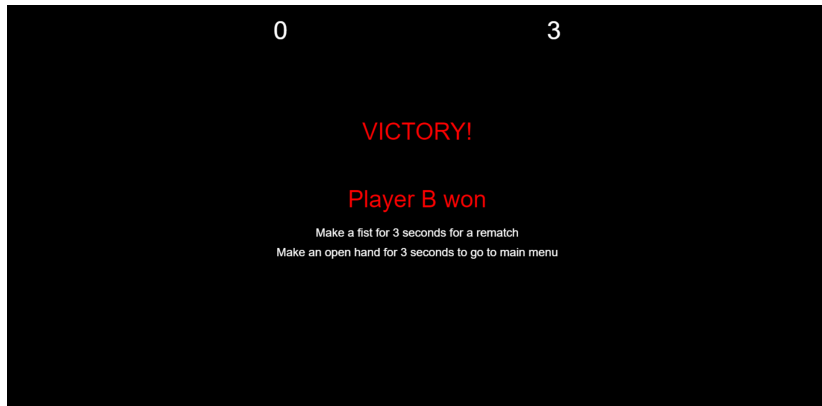 0 3
VICTORY!
Player B won
Make a fist for 3 seconds for a rematch
Make an open hand for 3 seconds to go to main menu